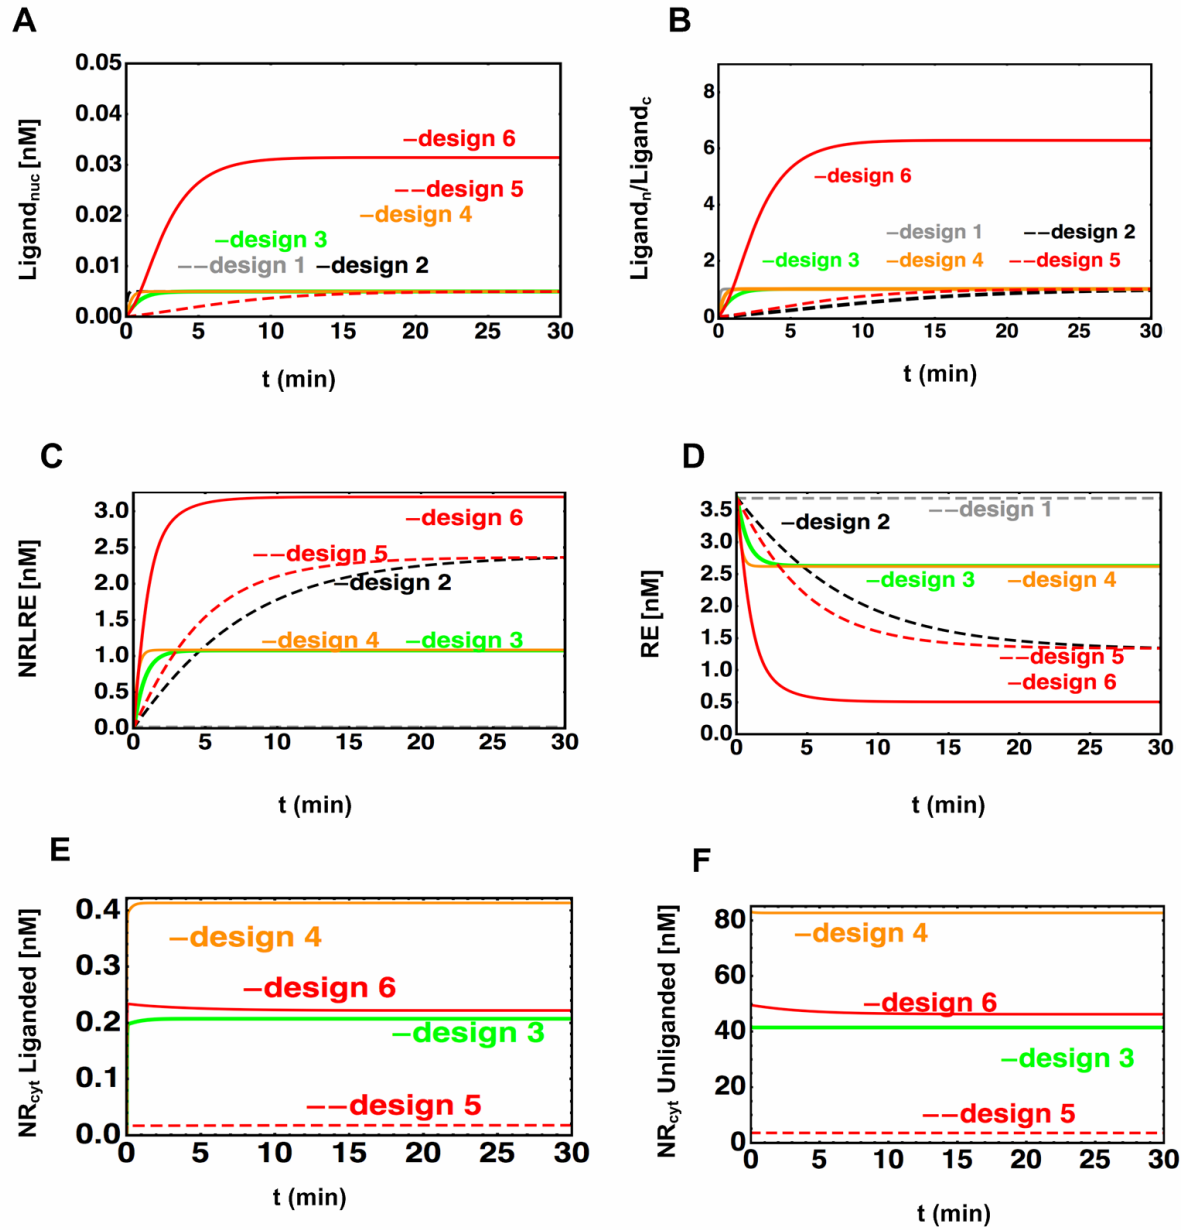 A
Ligand_nuc [nM]
0.05
0.04
0.03
0.02
0.01
0.00
–design 6
––design 5
–design 4
–design 3
––design 1 –design 2
0 5 10 15 20 25 30
t (min)
B
Ligand_n/Ligand_c
8
6
4
2
0
–design 6
–design 1 ––design 2
–design 3 –design 4 ––design 5
0 5 10 15 20 25 30
t (min)
C
NRLRE [nM]
3.0
2.5
2.0
1.5
1.0
0.5
0.0
–design 6
––design 5
–design 2
–design 4 –design 3
0 5 10 15 20 25 30
t (min)
D
RE [nM]
3.5
3.0
2.5
2.0
1.5
1.0
0.5
0.0
––design 1
–design 2
–design 3 –design 4
––design 5
–design 6
0 5 10 15 20 25 30
t (min)
E
NR_cyt Liganded [nM]
0.4
0.3
0.2
0.1
0.0
–design 4
–design 6
–design 3
––design 5
0 5 10 15 20 25 30
t (min)
F
NR_cyt Unliganded [nM]
80
60
40
20
0
–design 4
–design 6
–design 3
––design 5
0 5 10 15 20 25 30
t (min)